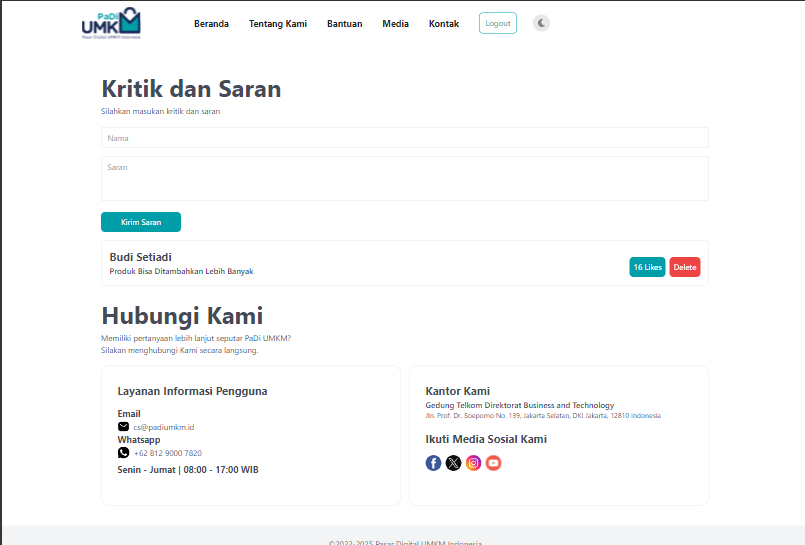 PaDi
UMKM
Pasar Digital UMKM Indonesia
Beranda
Tentang Kami
Bantuan
Media
Kontak
Logout
Kritik dan Saran
Silahkan masukan kritik dan saran
Nama
Saran
Kirim Saran
Budi Setiadi
Produk Bisa Ditambahkan Lebih Banyak
16 Likes
Delete
Hubungi Kami
Memiliki pertanyaan lebih lanjut seputar PaDi UMKM?
Silakan menghubungi Kami secara langsung.
Layanan Informasi Pengguna
Email
cs@padiumkm.id
Whatsapp
+62 812 9000 7820
Senin - Jumat | 08:00 - 17:00 WIB
Kantor Kami
Gedung Telkom Direktorat Business and Technology
Jln. Prof. Dr. Soepomo No. 139, Jakarta Selatan, DKI Jakarta, 12810 Indonesia
Ikuti Media Sosial Kami
©2022-2025 Pasar Digital UMKM Indonesia